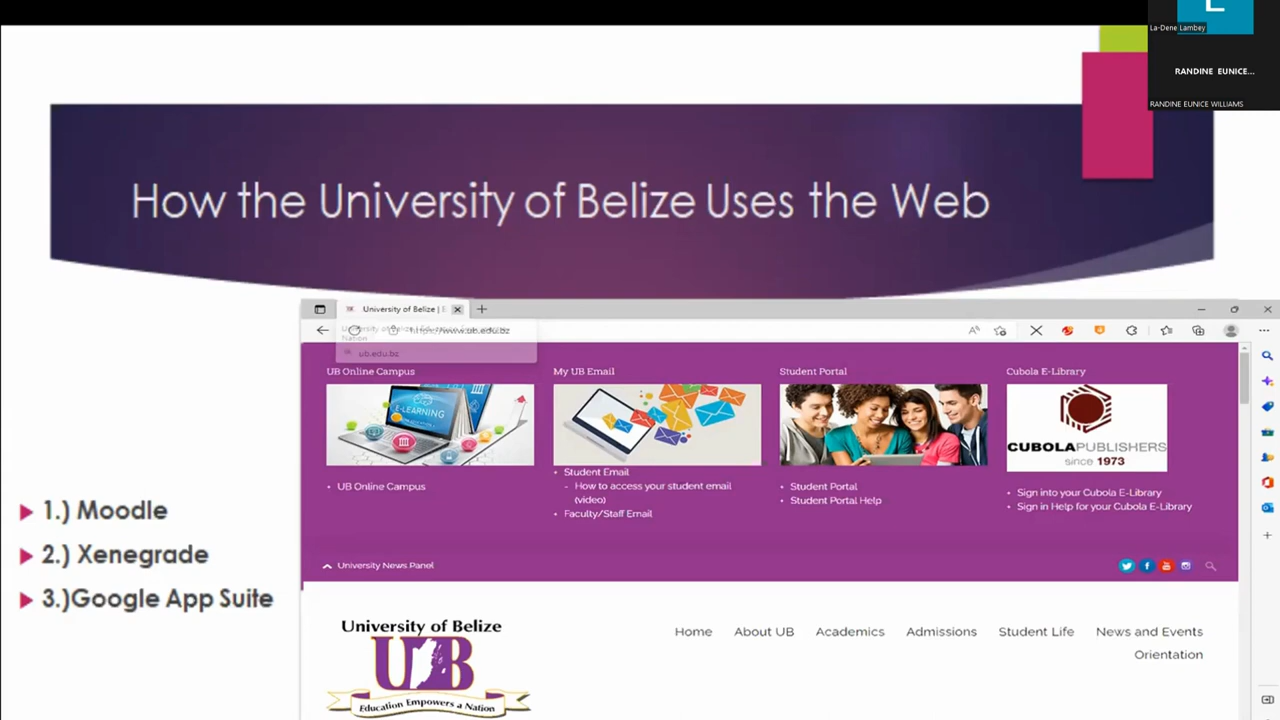 L
La-Dene Lambey
RANDINE EUNICE...
RANDINE EUNICE WILLIAMS
How the University of Belize Uses the Web
1.) Moodle
2.) Xenegrade
3.)Google App Suite
University of Belize | E
https://www.ub.edu.bz
Nation
ub.edu.bz
UB Online Campus
My UB Email
Student Portal
Cubola E-Library
E-LEARNING
CUBOLAPUBLISHERS
since 1973
• UB Online Campus
• Student Email
- How to access your student email
(video)
• Faculty/Staff Email
• Student Portal
• Student Portal Help
• Sign into your Cubola E-Library
• Sign in Help for your Cubola E-Library
University News Panel
University of Belize
UB
Education Empowers a Nation
Home
About UB
Academics
Admissions
Student Life
News and Events
Orientation